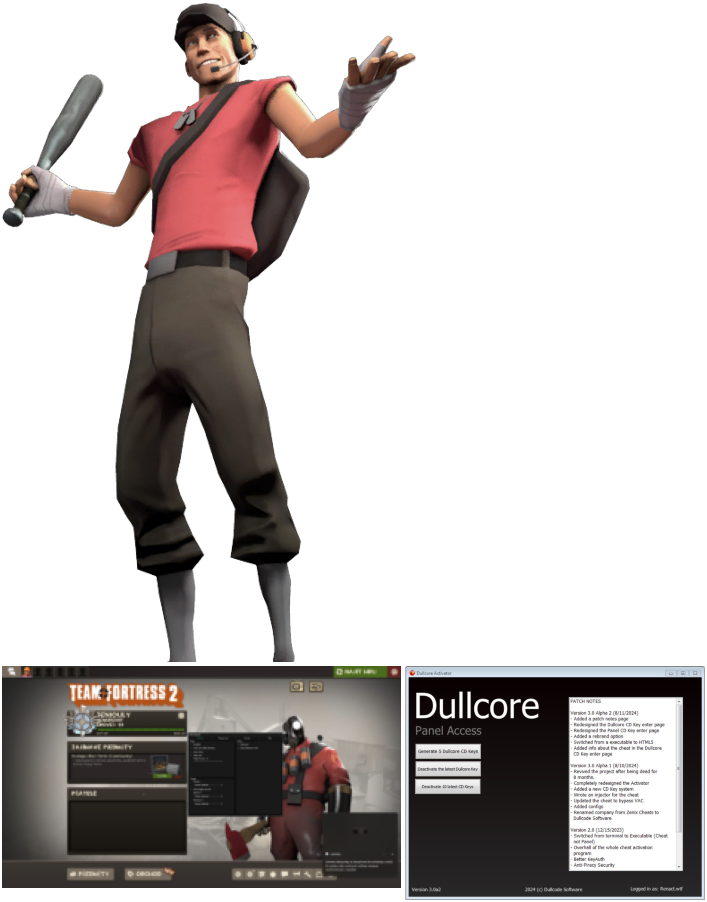 TEAM FORTRESS 2
Dullcore Activator
Dullcore
Panel Access
Generate 5 Dullcore CD Keys
Deactivate the latest Dullcore Key
Deactivate 10 latest CD Keys
PATCH NOTES
Version 3.0 Alpha 2 (8/11/2024)
- Added a patch notes page
- Redesigned the Dullcore CD Key enter page
- Redesigned the Panel CD Key enter page
- Added a rebrand option
- Switched from a executable to HTML5
- Added info about the cheat in the Dullcore
CD Key enter page
Version 3.0 Alpha 1 (8/10/2024)
- Revived the project after being dead for
8 months.
- Completely redesigned the Activator
- Added a new CD Key system
- Wrote an injector for the cheat
- Updated the cheat to bypass VAC
- Added configs
- Renamed company from Zenix Cheats to
Dullcode Software
Version 2.0 (12/15/2023)
- Switched from terminal to Executable (Cheat
not Panel)
- Overhall of the whole cheat activation
program
- Better KeyAuth
- Anti-Piracy Security
Version 3.0a2
2024 (c) Dullcode Software